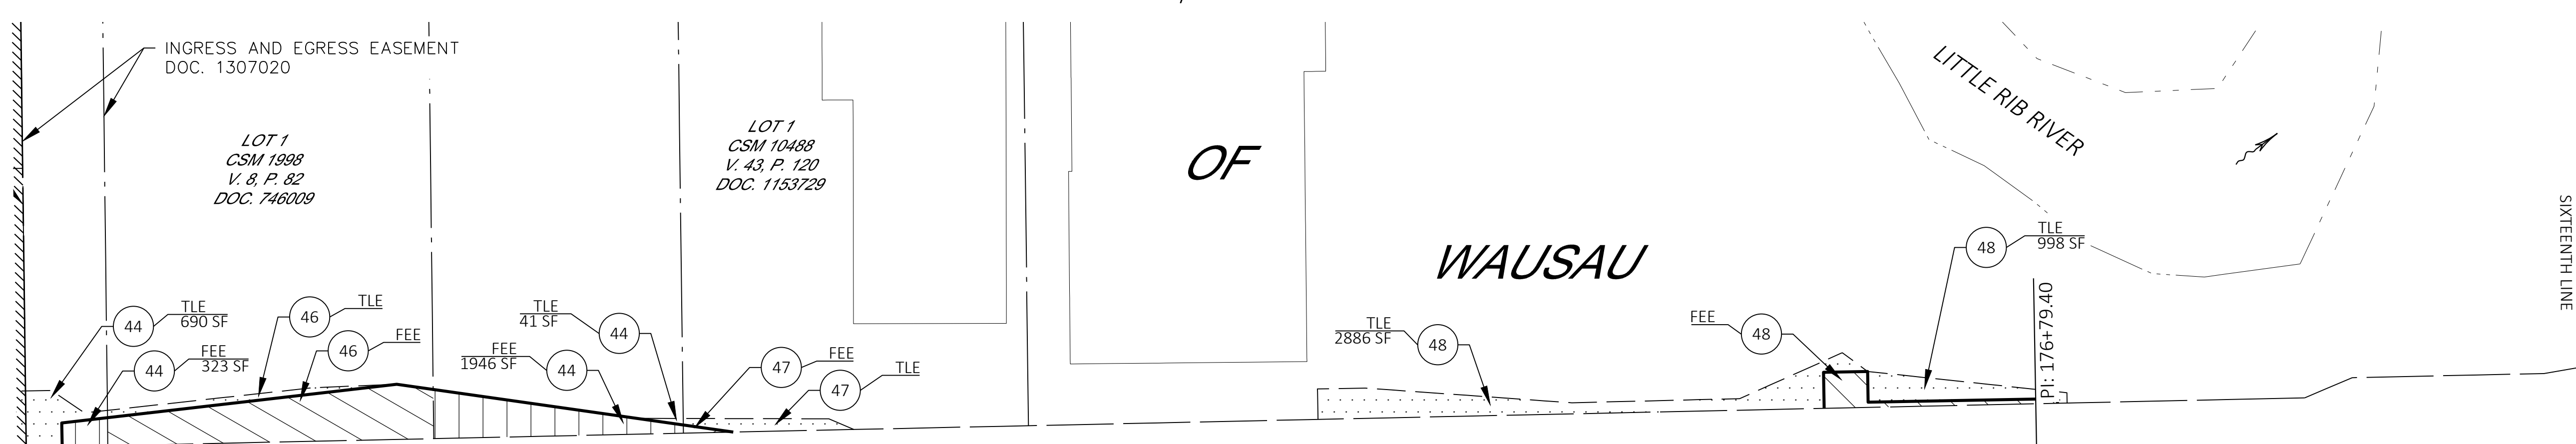 INGRESS AND EGRESS EASEMENT
DOC. 1307020
LOT 1
CSM 1998
V. 8, P. 82
DOC. 746009
LOT 1
CSM 10488
V. 43, P. 120
DOC. 1153729
OF
WAUSAU
LITTLE RIB RIVER
SIXTEENTH LINE
44
TLE
690 SF
44
FEE
323 SF
46
TLE
46
FEE
TLE
41 SF
44
FEE
1946 SF
44
47
FEE
47
TLE
TLE
2886 SF
48
FEE
48
48
TLE
998 SF
PI: 176+79.40